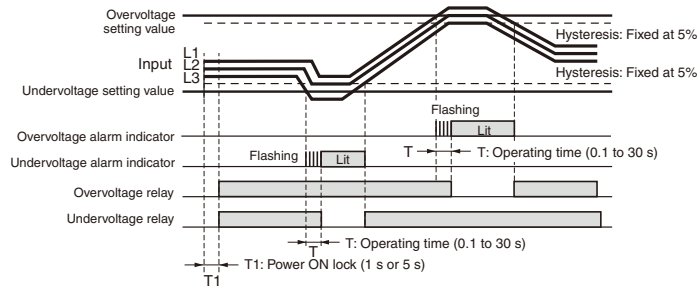 Overvoltage
setting value
Hysteresis: Fixed at 5%
L1
Input L2
L3
Hysteresis: Fixed at 5%
Undervoltage setting value
Flashing
Overvoltage alarm indicator
Lit
Flashing
Lit
T
T: Operating time (0.1 to 30 s)
Undervoltage alarm indicator
Overvoltage relay
Undervoltage relay
T
T: Operating time (0.1 to 30 s)
T1: Power ON lock (1 s or 5 s)
T1